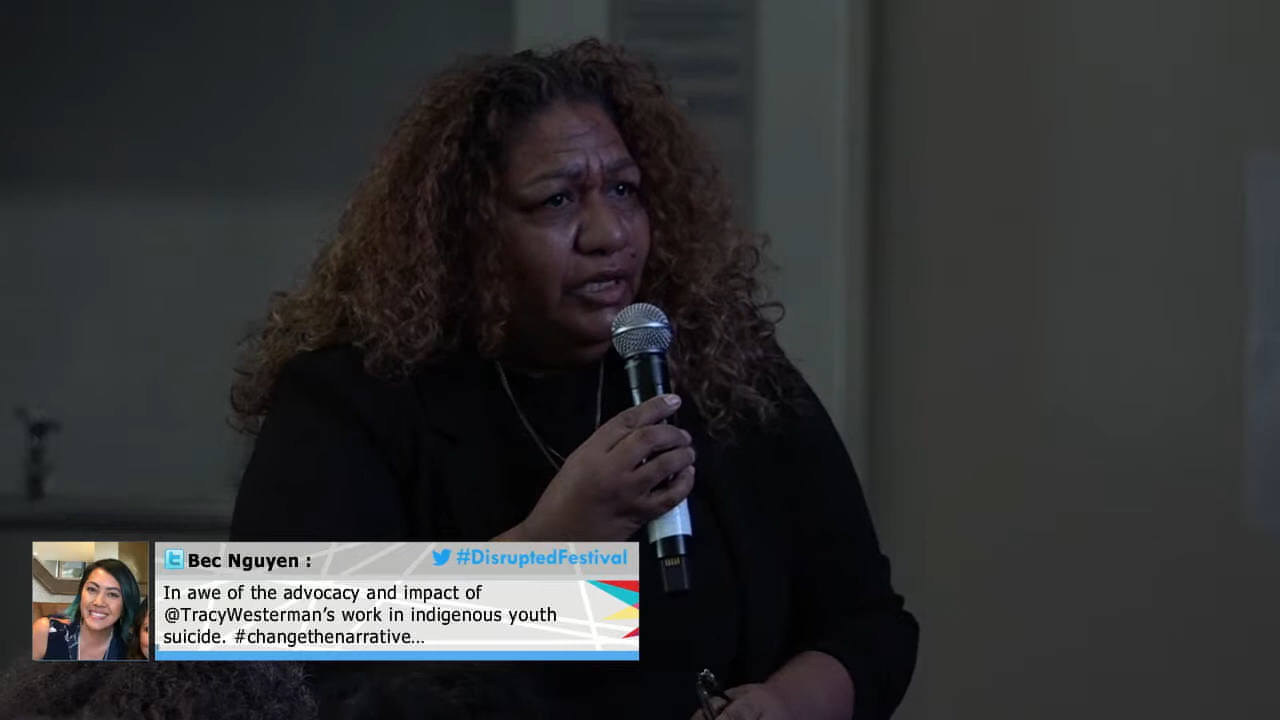 Bec Nguyen :
#DisruptedFestival
In awe of the advocacy and impact of
@TracyWesterman’s work in indigenous youth
suicide. #changethenarrative...